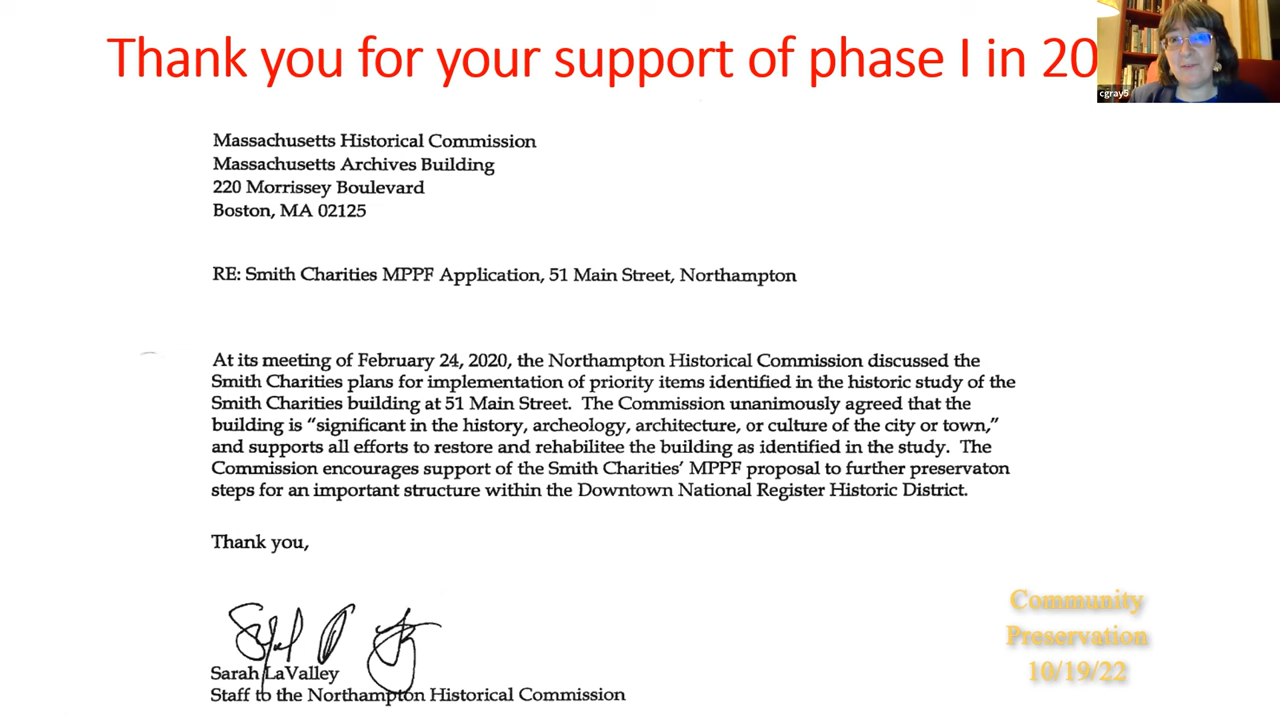 Thank you for your support of phase I in 20
cgray5
Massachusetts Historical Commission
Massachusetts Archives Building
220 Morrissey Boulevard
Boston, MA 02125
RE: Smith Charities MPPF Application, 51 Main Street, Northampton
At its meeting of February 24, 2020, the Northampton Historical Commission discussed the
Smith Charities plans for implementation of priority items identified in the historic study of the
Smith Charities building at 51 Main Street. The Commission unanimously agreed that the
building is “significant in the history, archeology, architecture, or culture of the city or town,”
and supports all efforts to restore and rehabilitee the building as identified in the study. The
Commission encourages support of the Smith Charities’ MPPF proposal to further preservaton
steps for an important structure within the Downtown National Register Historic District.
Thank you,
Sarah LaValley
Staff to the Northampton Historical Commission
Community
Preservation
10/19/22